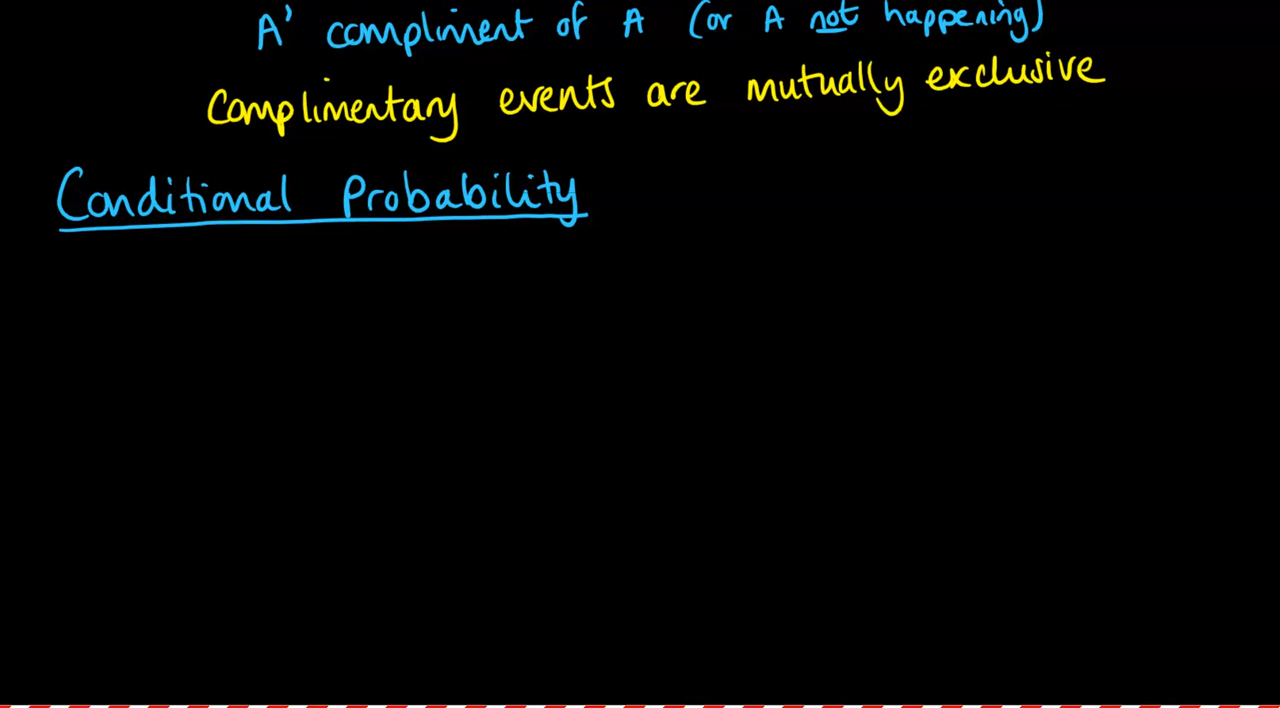 A' compliment of A (or A not happening)
Complimentary events are mutually exclusive
Conditional Probability